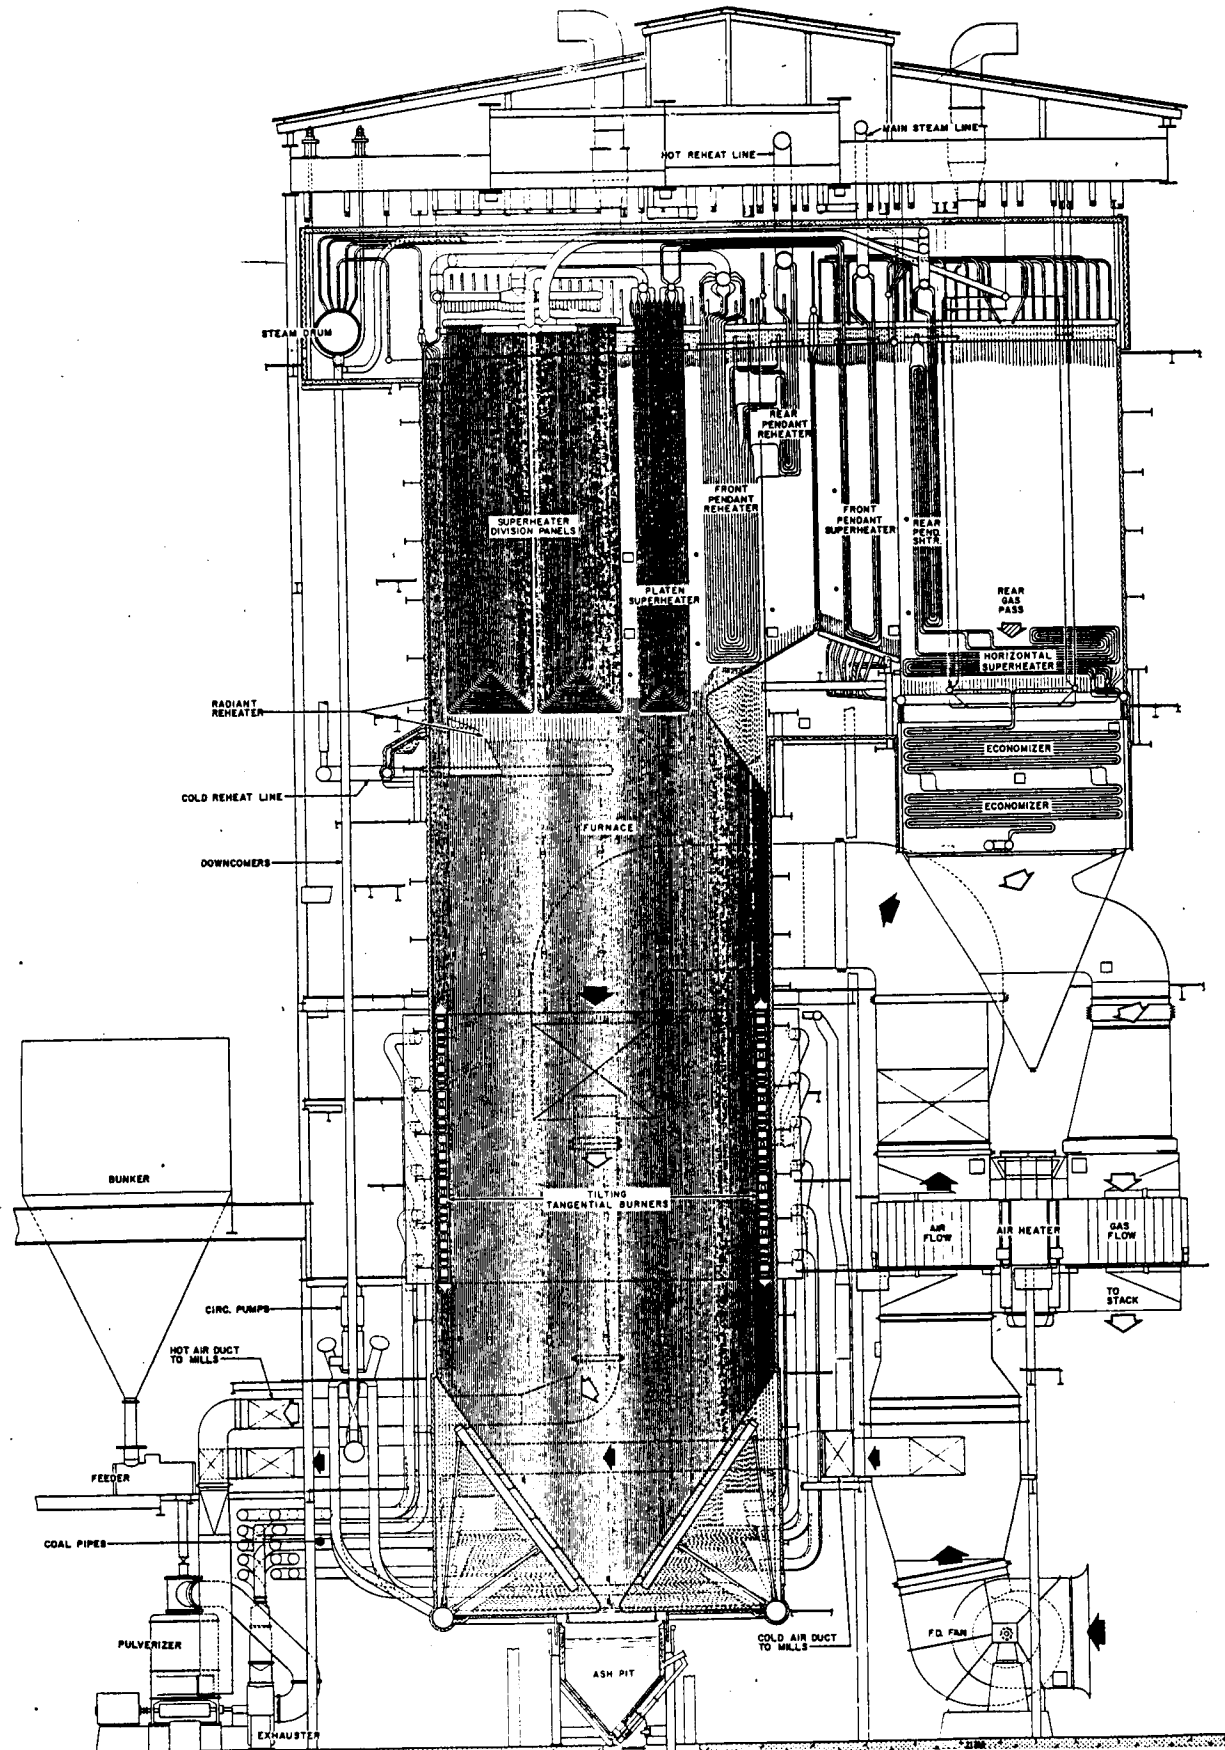 MAIN STEAM LINE
HOT REHEAT LINE
STEAM DRUM
REAR
PENDANT
REHEATER
FRONT
PENDANT
REHEATER
FRONT
PENDANT
SUPERHEATER
REAR
PEND.
SHTR.
SUPERHEATER
DIVISION PANELS
PLATEN
SUPERHEATER
REAR
GAS
PASS
HORIZONTAL
SUPERHEATER
RADIANT
REHEATER
ECONOMIZER
COLD REHEAT LINE
ECONOMIZER
FURNACE
DOWNCOMERS
BUNKER
TILTING
TANGENTIAL BURNERS
AIR
FLOW
AIR HEATER
GAS
FLOW
TO
STACK
CIRC. PUMPS
HOT AIR DUCT
TO MILLS
FEEDER
COAL PIPES
PULVERIZER
COLD AIR DUCT
TO MILLS
F.D. FAN
ASH PIT
EXHAUSTER